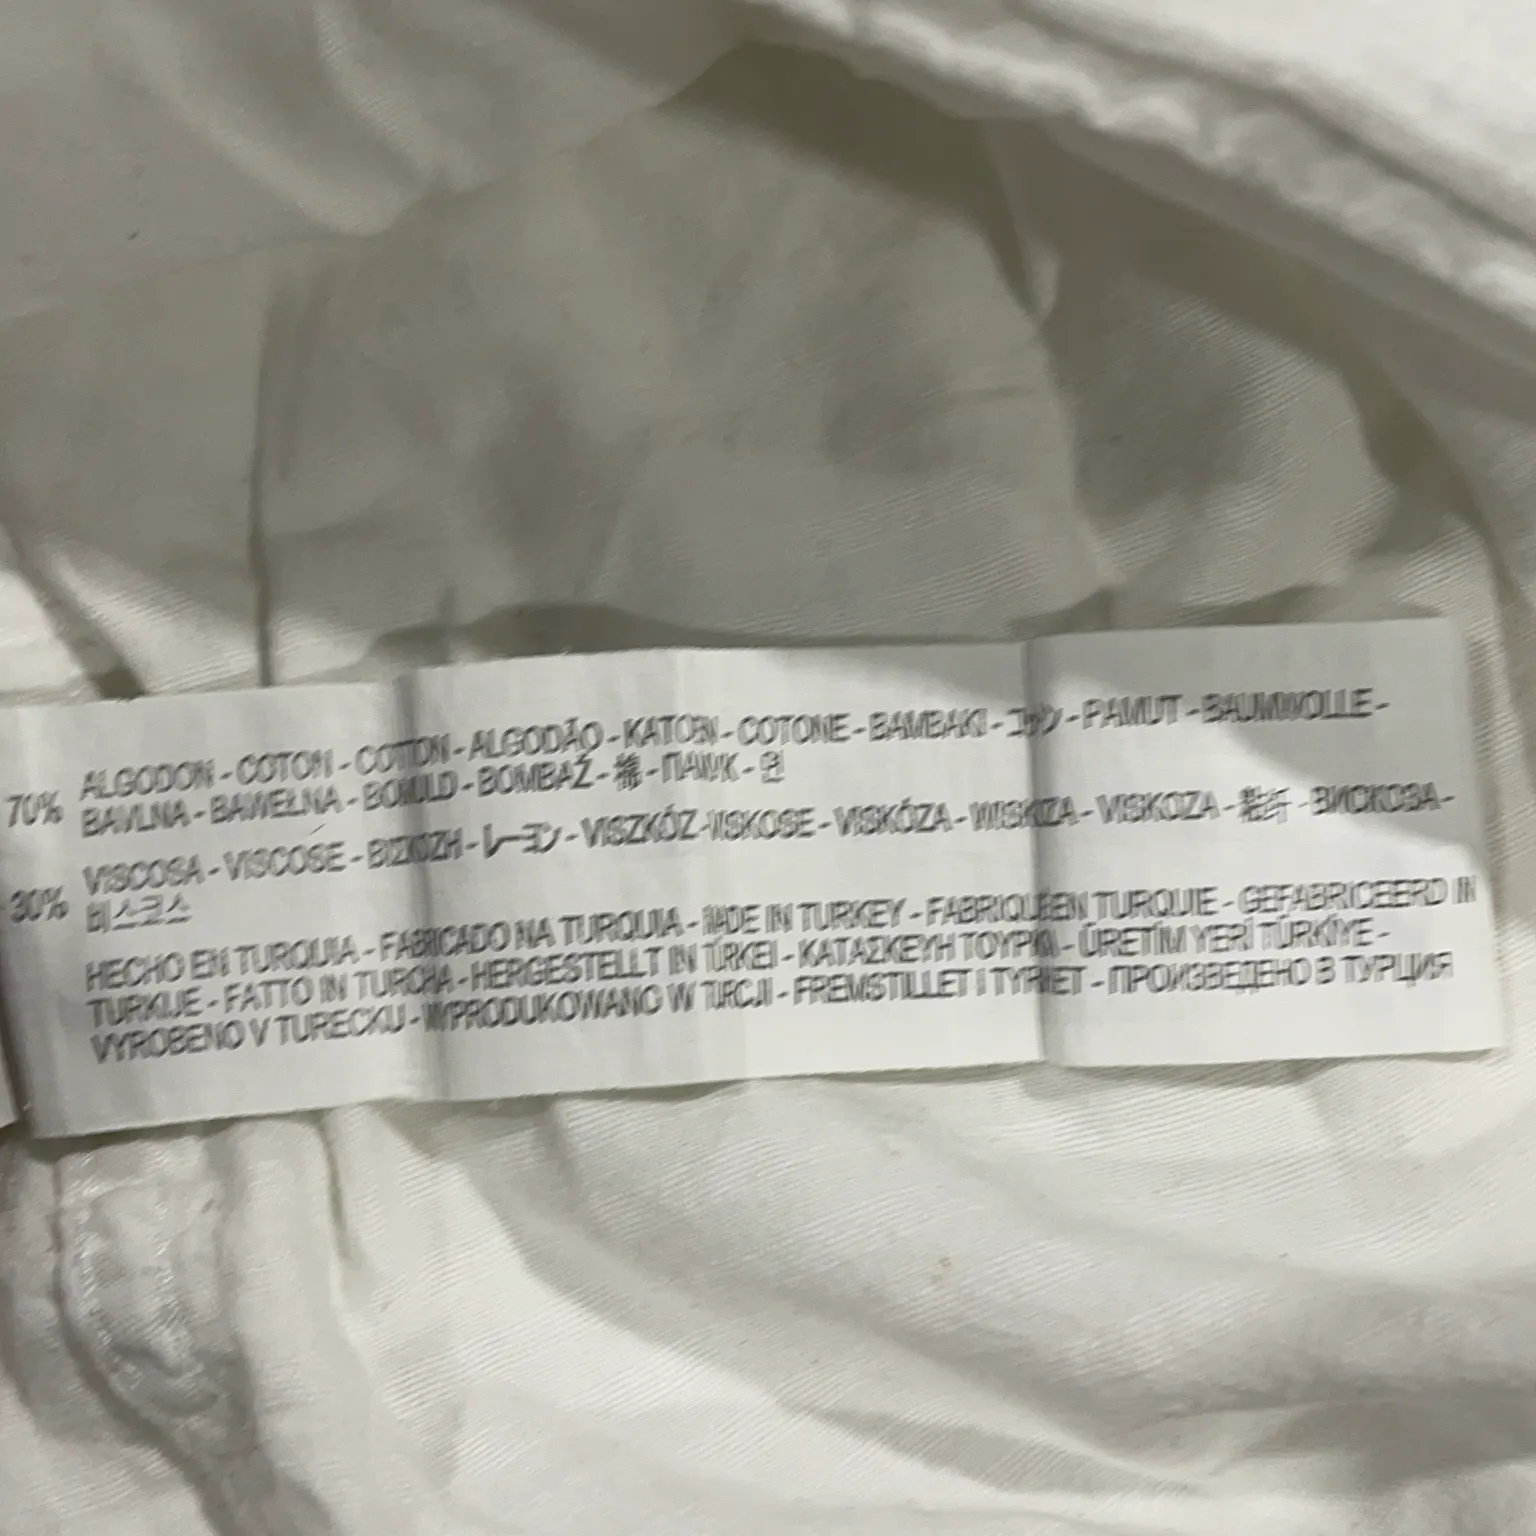 70% ALGODON - COTON - COTTON - ALGODÃO - KATOEN - COTONE - BAMBAKI - コットン - PAMUT - BAUMWOLLE -
BAVLNA - BAWEŁNA - BOMULD - BOMBAŽ - 棉 - ПАМУК - 면
30% VISCOSA - VISCOSE - ΒΙΣΚΟΖΗ - レーヨン - VISZKÓZ - VISKOSE - VISKÓZA - WISKOZA - VISKOZA - 粘纤 - ВИСКОЗА -
비스코스
HECHO EN TURQUIA - FABRICADO NA TURQUIA - MADE IN TURKEY - FABRIQUE EN TURQUIE - GEFABRICEERD IN
TURKIJE - FATTO IN TURCHIA - HERGESTELLT IN TÜRKEI - ΚΑΤΑΣΚΕΥΗ ΤΟΥΡΚΙΑ - ÜRETİM YERİ TÜRKİYE -
VYROBENO V TURECKU - WYPRODUKOWANO W TURCJI - FREMSTILLET I TYRKIET - ПРОИЗВЕДЕНО В ТУРЦИЯ